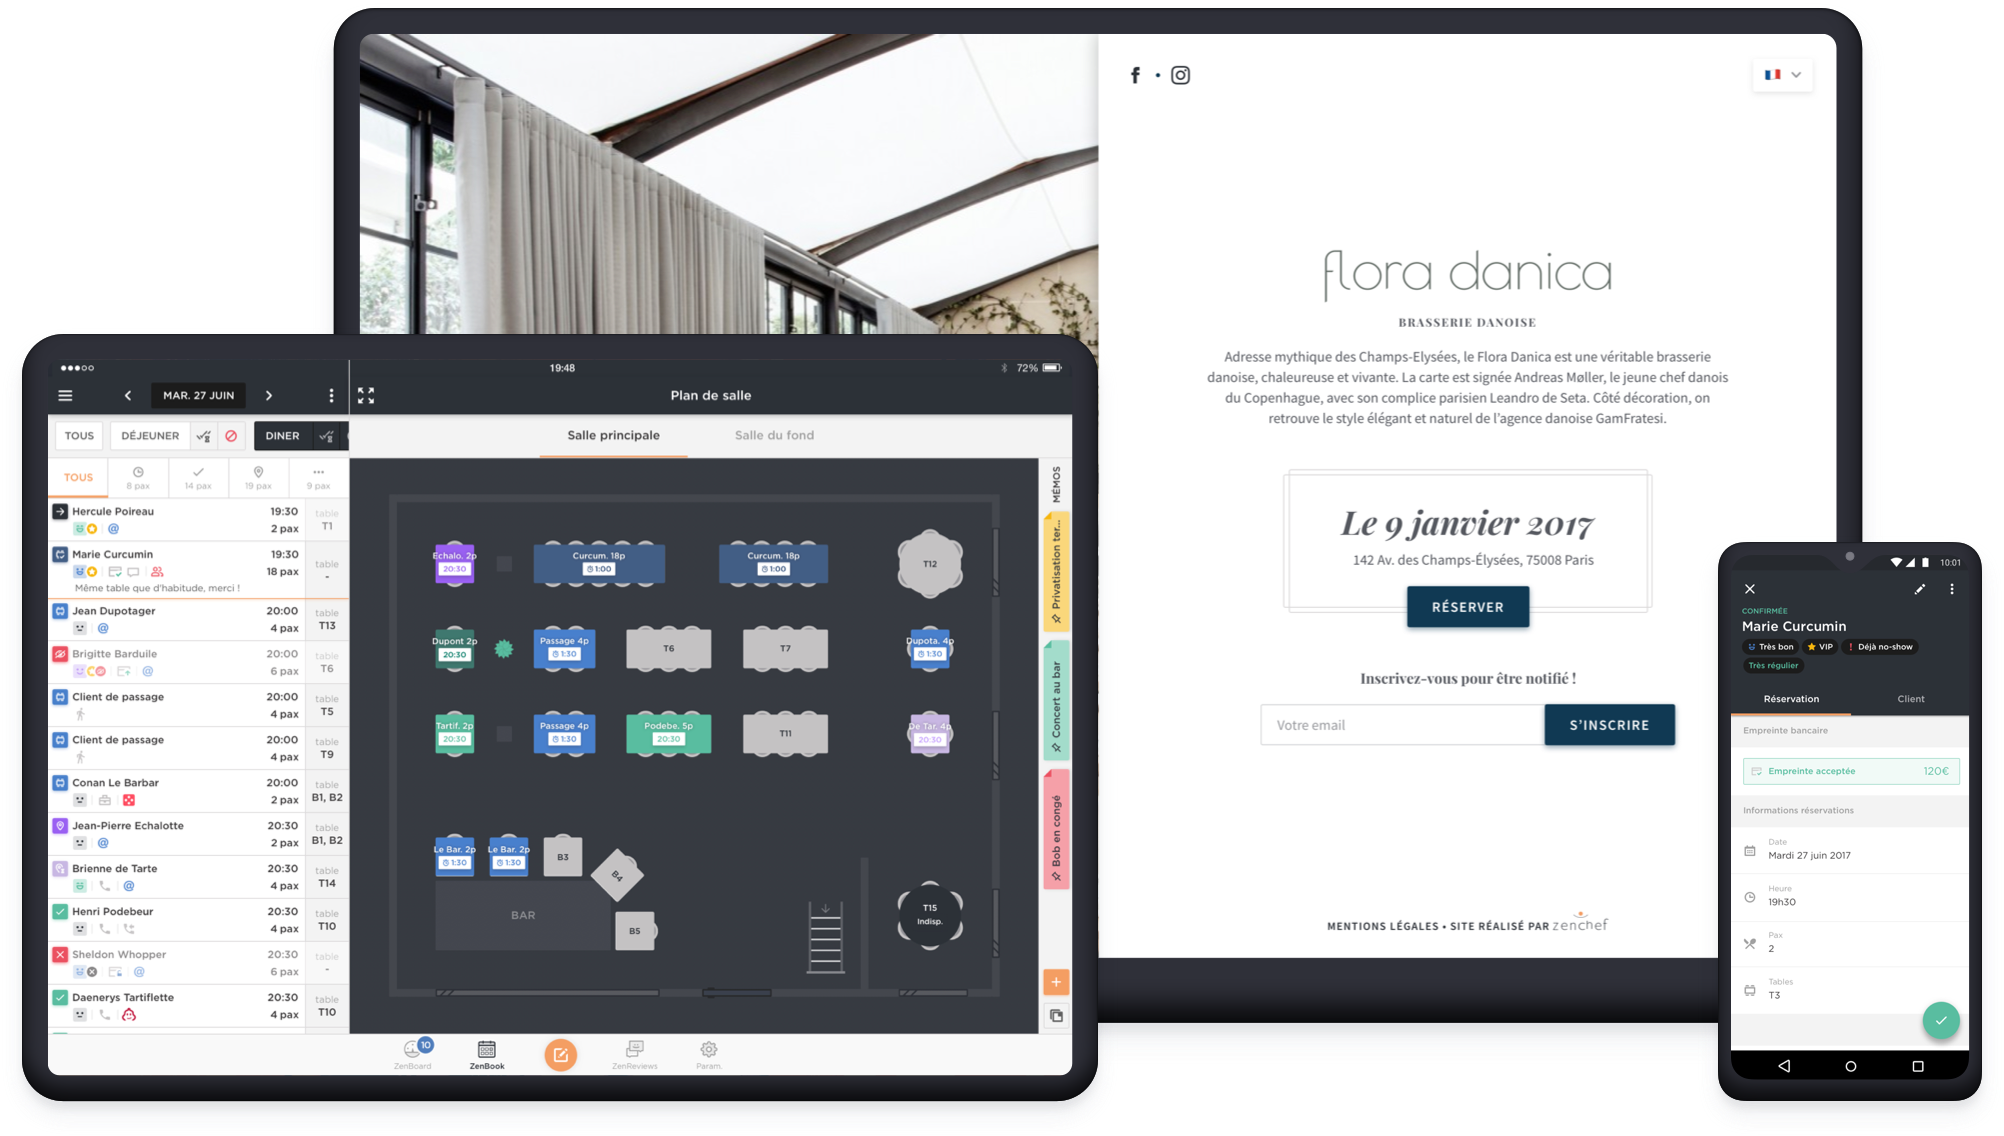 flora danica
BRASSERIE DANOISE
Adresse mythique des Champs-Elysées, le Flora Danica est une véritable brasserie
danoise, chaleureuse et vivante. La carte est signée Andreas Møller, le jeune chef danois
du Copenhague, avec son complice parisien Leandro de Seta. Côté décoration, on
retrouve le style élégant et naturel de l'agence danoise GamFratesi.
Le 9 janvier 2017
142 Av. des Champs-Élysées, 75008 Paris
RÉSERVER
Inscrivez-vous pour être notifié !
Votre email
S'INSCRIRE
MENTIONS LÉGALES • SITE RÉALISÉ PAR zenchef
19:48
72%
MAR. 27 JUIN
Plan de salle
TOUS
DÉJEUNER
DINER
Salle principale
Salle du fond
TOUS
8 pax
14 pax
19 pax
9 pax
Hercule Poireau 19:30 table
2 pax T1
Marie Curcumin 19:30 table
18 pax -
Même table que d'habitude, merci !
Jean Dupotager 20:00 table
4 pax T13
Brigitte Barduile 20:00 table
6 pax T6
Client de passage 20:00 table
4 pax T5
Client de passage 20:00 table
4 pax T9
Conan Le Barbar 20:00 table
2 pax B1, B2
Jean-Pierre Echalotte 20:30 table
2 pax B1, B2
Brienne de Tarte 20:30 table
4 pax T14
Henri Podebeur 20:30 table
4 pax T10
Sheldon Whopper 20:30 table
6 pax -
Daenerys Tartiflette 20:30 table
4 pax T10
Echalo. 2p
20:30
Curcum. 18p
1:00
Curcum. 18p
1:00
T12
Dupont 2p
20:30
Passage 4p
1:30
T6
T7
Dupota. 4p
1:30
Tartif. 2p
20:30
Passage 4p
1:30
Podebe. 5p
20:30
T11
De Tar. 4p
20:30
Le Bar. 2p
1:30
Le Bar. 2p
1:30
B3
B4
BAR
B5
T15
Indisp.
MÉMOS
Privatisation ter...
Concert au bar
Bob en congé
10
ZenBoard
ZenBook
ZenReviews
Param.
10:01
CONFIRMÉE
Marie Curcumin
Très bon
VIP
Déjà no-show
Très régulier
Réservation
Client
Empreinte bancaire
Empreinte acceptée 120€
Informations réservations
Date
Mardi 27 juin 2017
Heure
19h30
Pax
2
Tables
T3